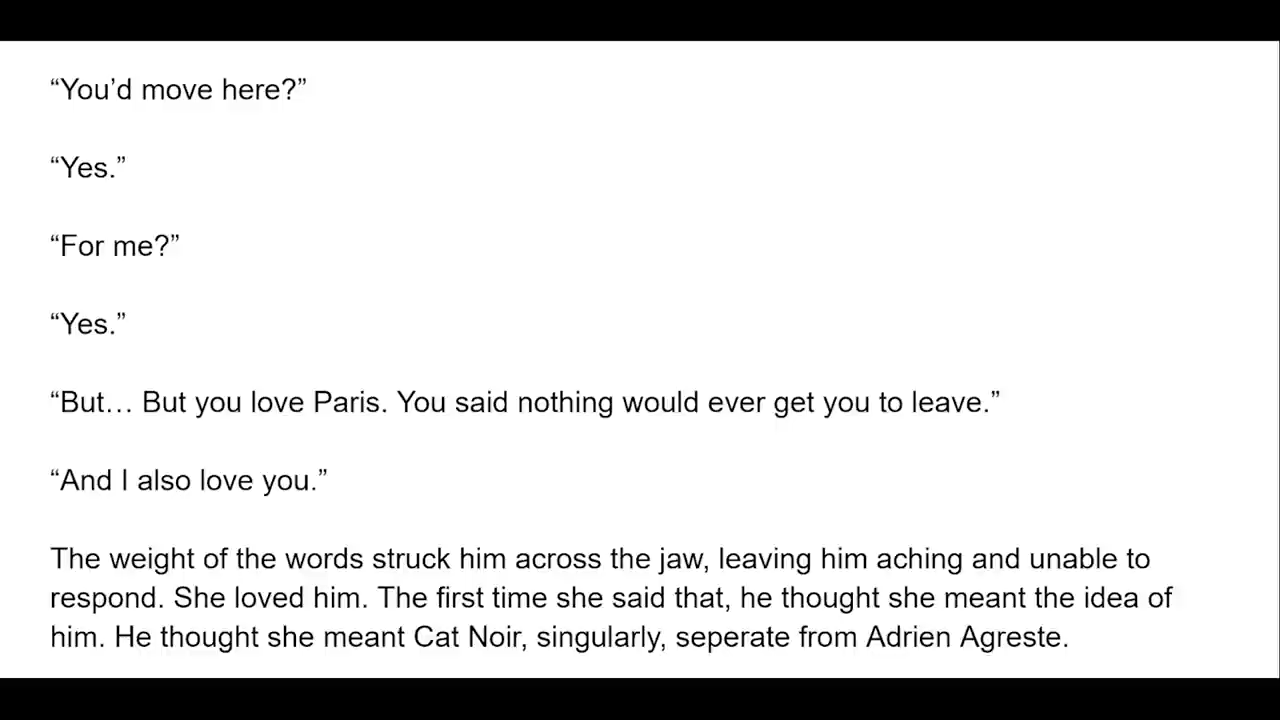 “You’d move here?”
“Yes.”
“For me?”
“Yes.”
“But… But you love Paris. You said nothing would ever get you to leave.”
“And I also love you.”
The weight of the words struck him across the jaw, leaving him aching and unable to
respond. She loved him. The first time she said that, he thought she meant the idea of
him. He thought she meant Cat Noir, singularly, seperate from Adrien Agreste.